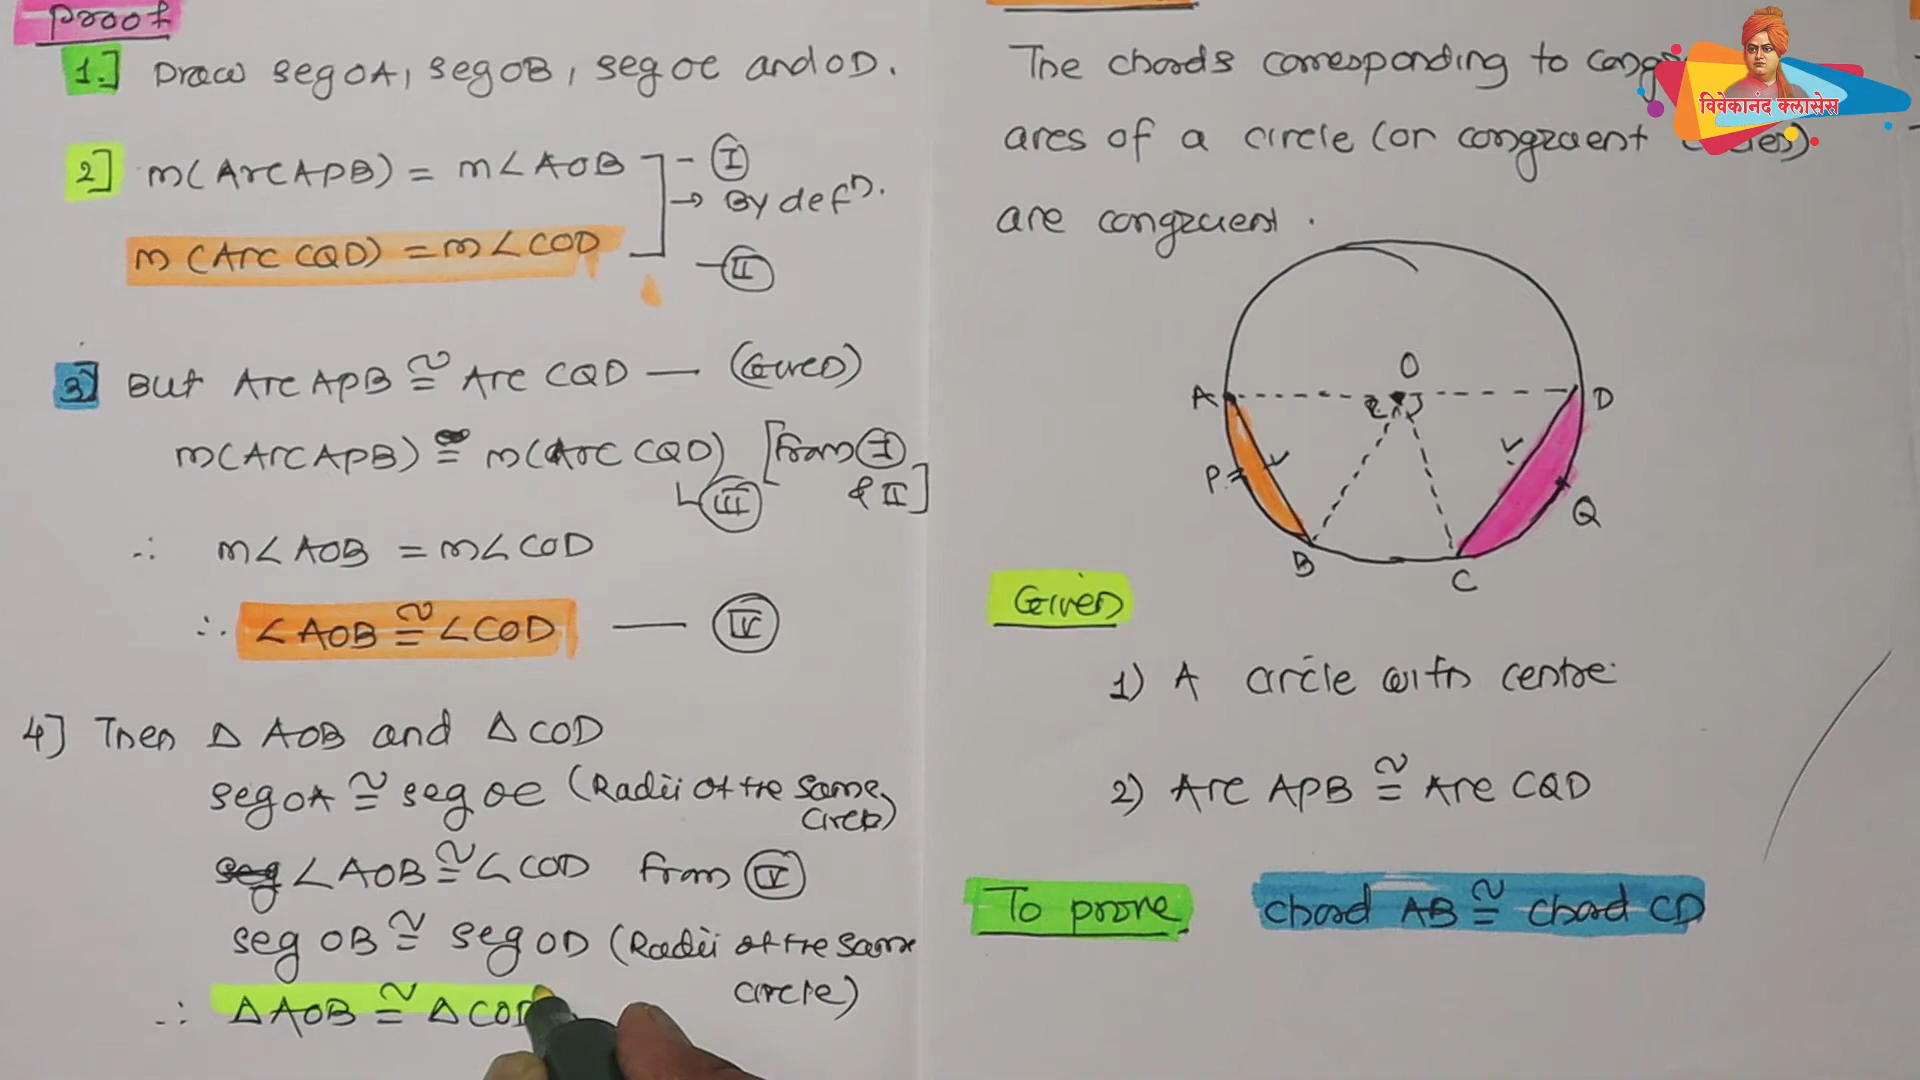 Proof
1.] Draw seg OA, seg OB, seg OC and OD.
2] m(Arc APB) = m∠AOB - Ⓘ
→ By defⁿ.
m(Arc CQD) = m∠COD - Ⓘ︎Ⓘ
3] But Arc APB ≅ Arc CQD — (Given)
m(Arc APB) = m(Arc CQD) [From (I)
(III) & II]
∴ m∠AOB = m∠COD
∴ ∠AOB ≅ ∠COD — (IV)
4] Then △ AOB and △ COD
seg OA ≅ seg OC (Radii of the same
circle)
∠AOB ≅ ∠COD From (IV)
seg OB ≅ seg OD (Radii of the same
circle)
∴ △AOB ≅ △COD
The chords corresponding to
arcs of a circle (or congruent
are congruent.
विवेकानंद क्लासेस
O
A
D
P
Q
B
C
Given
1) A circle with centre
2) Arc APB ≅ Arc CQD
To prove chord AB ≅ chord CD